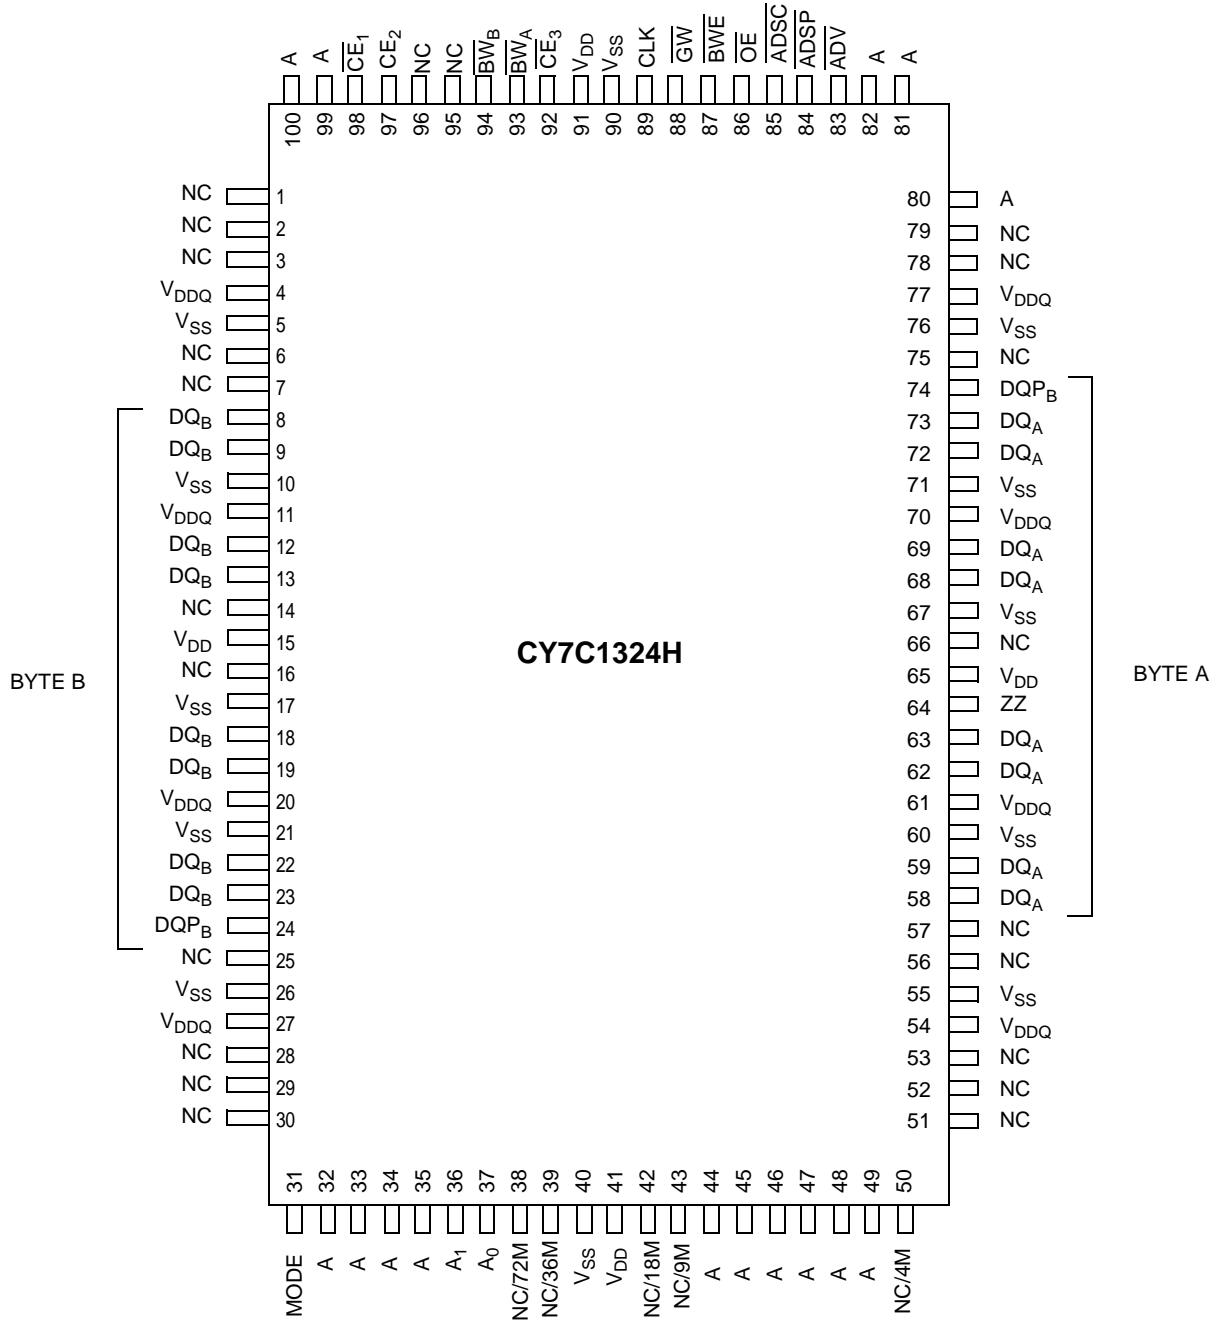 A
A
CE1
CE2
NC
NC
BWB
BWA
CE3
VDD
VSS
CLK
GW
BWE
OE
ADSC
ADSP
ADV
A
A
100
99
98
97
96
95
94
93
92
91
90
89
88
87
86
85
84
83
82
81
NC 1
NC 2
NC 3
VDDQ 4
VSS 5
NC 6
NC 7
DQB 8
DQB 9
VSS 10
VDDQ 11
DQB 12
DQB 13
NC 14
VDD 15
NC 16
VSS 17
DQB 18
DQB 19
VDDQ 20
VSS 21
DQB 22
DQB 23
DQPB 24
NC 25
VSS 26
VDDQ 27
NC 28
NC 29
NC 30
BYTE B
CY7C1324H
80 A
79 NC
78 NC
77 VDDQ
76 VSS
75 NC
74 DQPB
73 DQA
72 DQA
71 VSS
70 VDDQ
69 DQA
68 DQA
67 VSS
66 NC
65 VDD
64 ZZ
63 DQA
62 DQA
61 VDDQ
60 VSS
59 DQA
58 DQA
57 NC
56 NC
55 VSS
54 VDDQ
53 NC
52 NC
51 NC
BYTE A
31
32
33
34
35
36
37
38
39
40
41
42
43
44
45
46
47
48
49
50
MODE
A
A
A
A
A1
A0
NC/72M
NC/36M
VSS
VDD
NC/18M
NC/9M
A
A
A
A
A
A
NC/4M